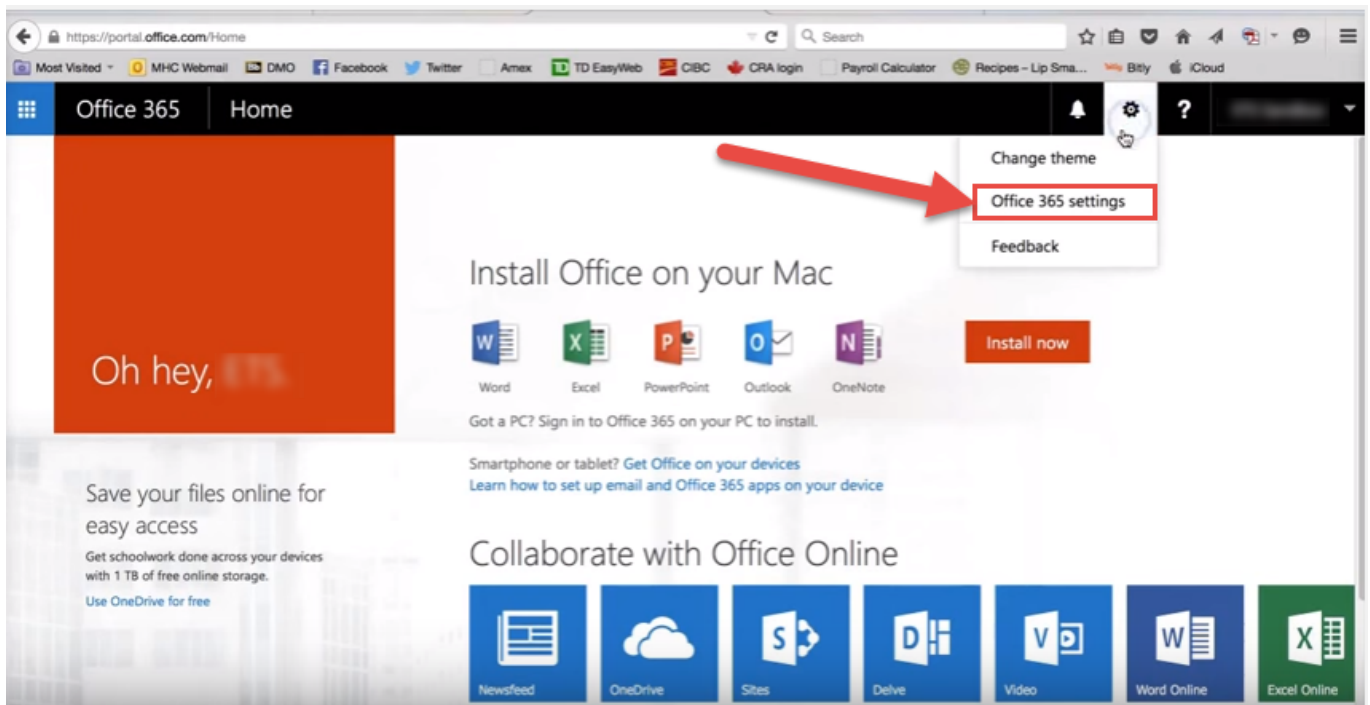 https://portal.office.com/Home
Search
Most Visited
MHC Webmail
DMO
Facebook
Twitter
Amex
TD EasyWeb
CIBC
CRA login
Payroll Calculator
Recipes – Lip Sma...
Bitly
iCloud
Office 365
Home
?
Change theme
Office 365 settings
Feedback
Oh hey,
Install Office on your Mac
Word
Excel
PowerPoint
Outlook
OneNote
Install now
Got a PC? Sign in to Office 365 on your PC to install.
Smartphone or tablet? Get Office on your devices
Learn how to set up email and Office 365 apps on your device
Save your files online for
easy access
Get schoolwork done across your devices
with 1 TB of free online storage.
Use OneDrive for free
Collaborate with Office Online
Newsfeed
OneDrive
Sites
Delve
Video
Word Online
Excel Online